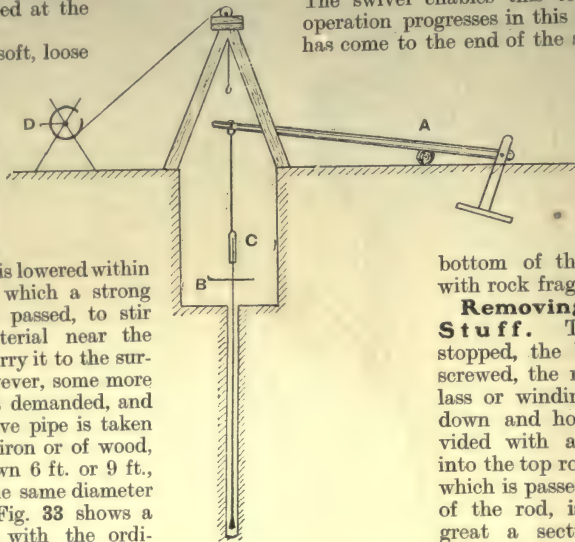 ed at the
soft, loose
The swivel enables this
operation progresses in this
has come to the end of the
D
A
C
B
is lowered within
which a strong
passed, to stir
terial near the
rry it to the sur-
ever, some more
demanded, and
ve pipe is taken
iron or of wood,
wn 6 ft. or 9 ft.,
e same diameter
Fig. 33 shows a
with the ordi-
bottom of th
with rock frag
Removing
Stuff. T
stopped, the
screwed, the r
lass or windin
down and ho
vided with a
into the top ro
which is passe
of the rod, i
great a sect